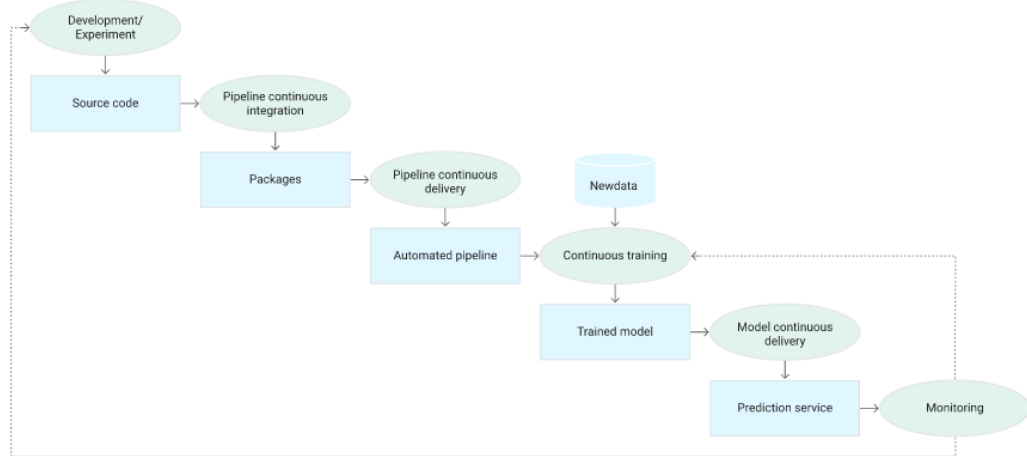 Development/
Experiment
Source code
Pipeline continuous
integration
Packages
Pipeline continuous
delivery
Newdata
Automated pipeline
Continuous training
Trained model
Model continuous
delivery
Prediction service
Monitoring